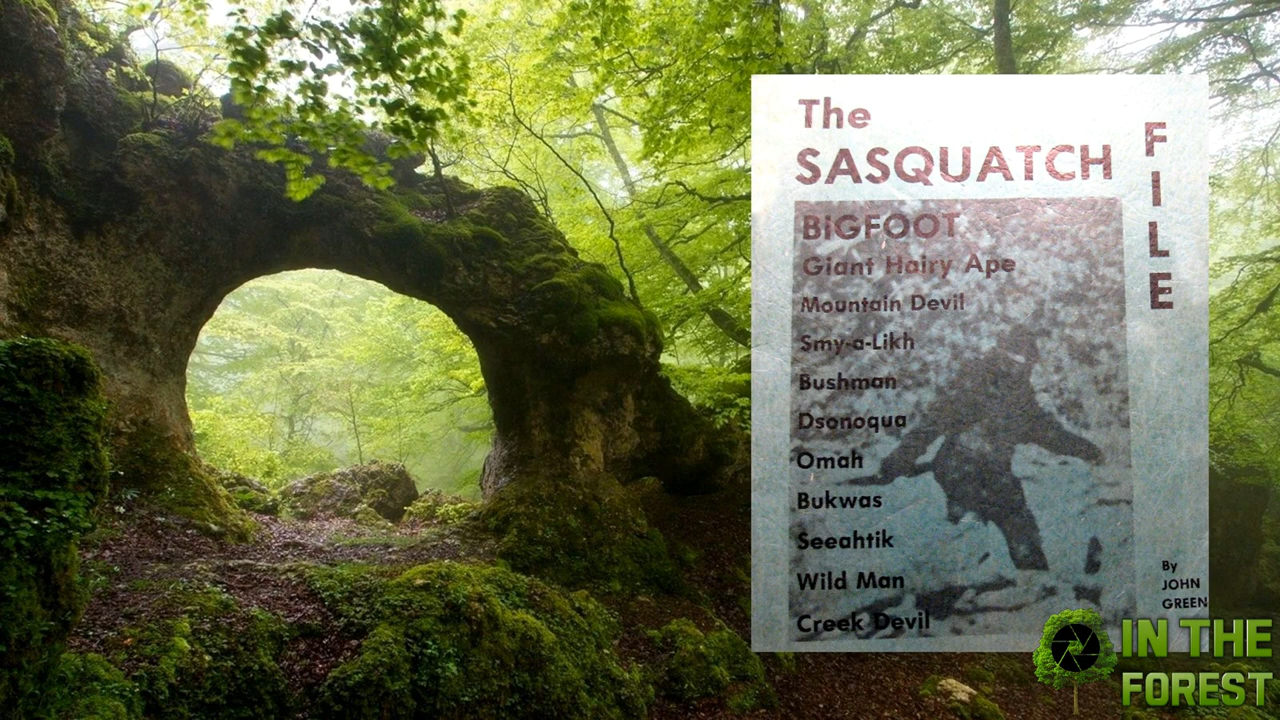 The
SASQUATCH
FILE
BIGFOOT
Giant Hairy Ape
Mountain Devil
Smy-a-Likh
Bushman
Dsonoqua
Omah
Bukwas
Seeahtik
Wild Man
Creek Devil
By
JOHN
GREEN
IN THE
FOREST